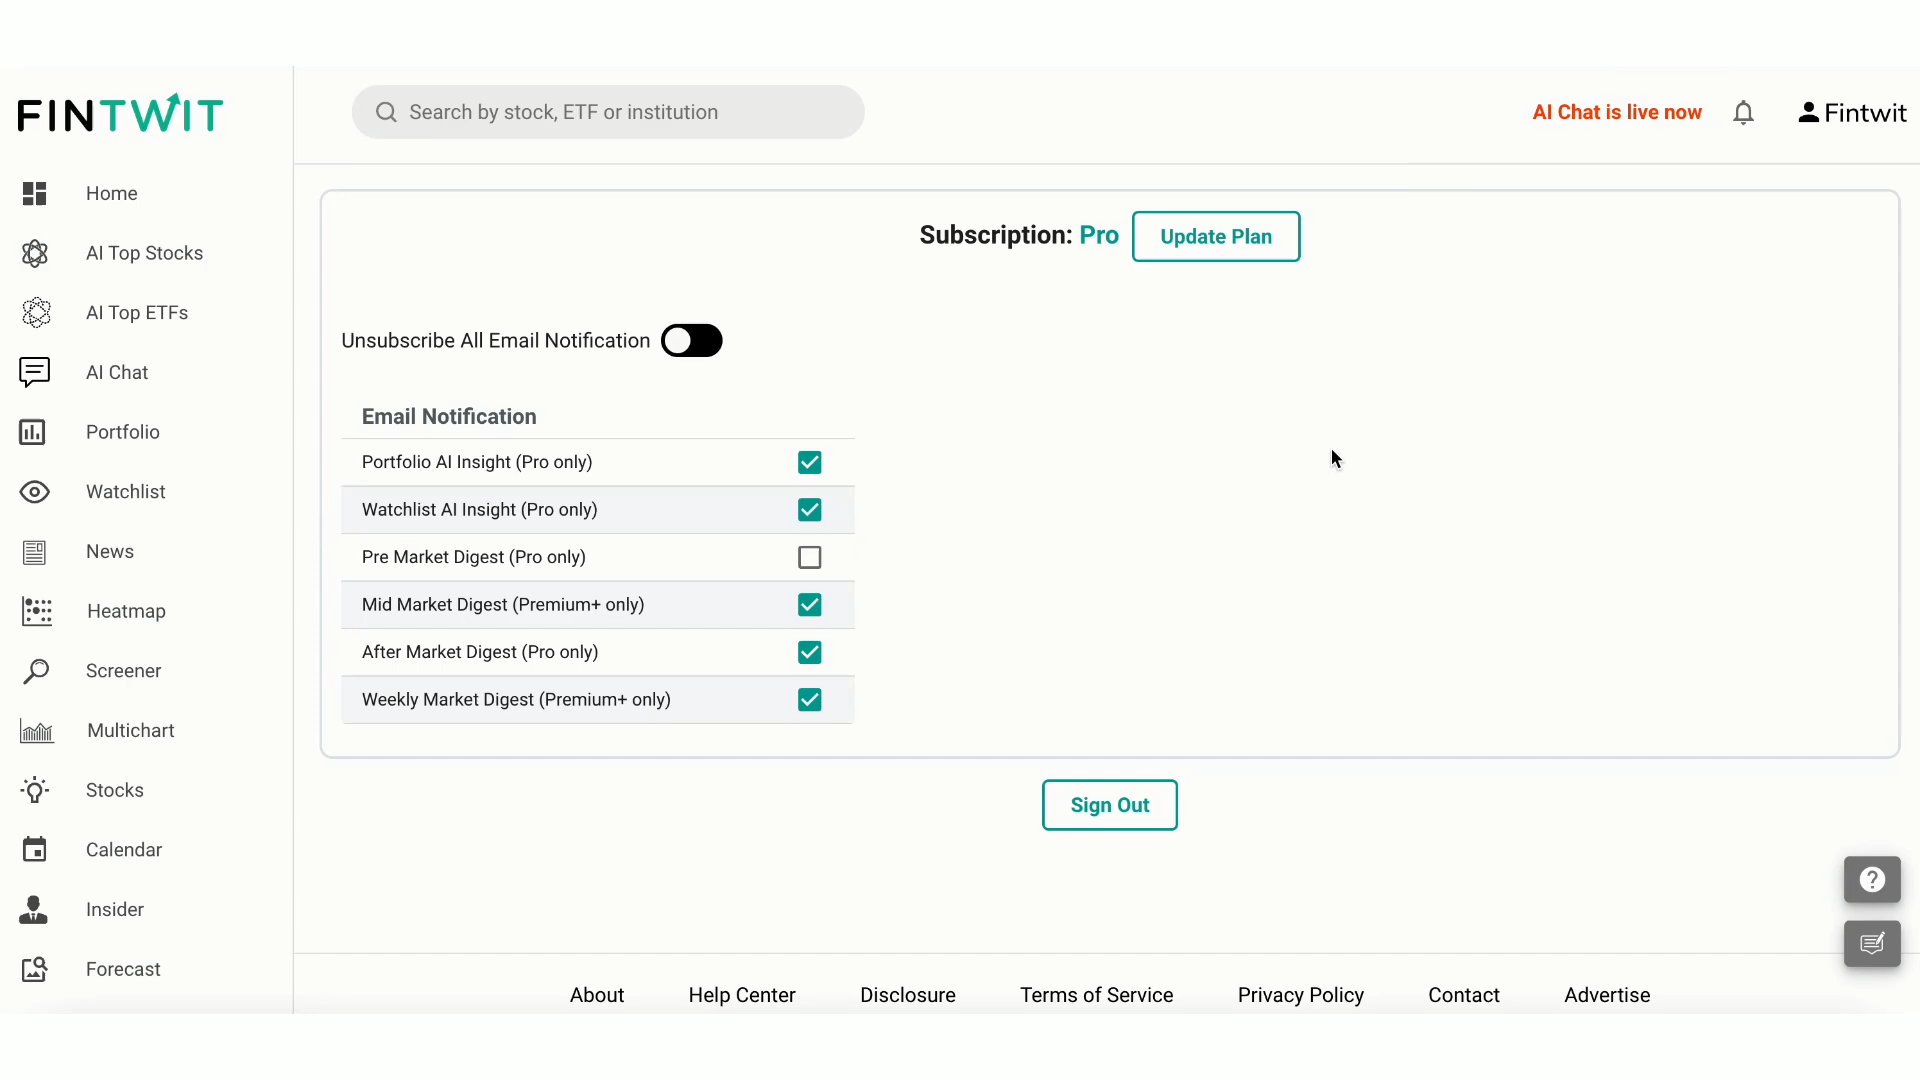 FINTWIT
Search by stock, ETF or institution
AI Chat is live now
Fintwit
Home
AI Top Stocks
AI Top ETFs
AI Chat
Portfolio
Watchlist
News
Heatmap
Screener
Multichart
Stocks
Calendar
Insider
Forecast
Subscription: Pro
Update Plan
Unsubscribe All Email Notification
Email Notification
Portfolio AI Insight (Pro only)
Watchlist AI Insight (Pro only)
Pre Market Digest (Pro only)
Mid Market Digest (Premium+ only)
After Market Digest (Pro only)
Weekly Market Digest (Premium+ only)
Sign Out
?
About Help Center Disclosure Terms of Service Privacy Policy Contact Advertise